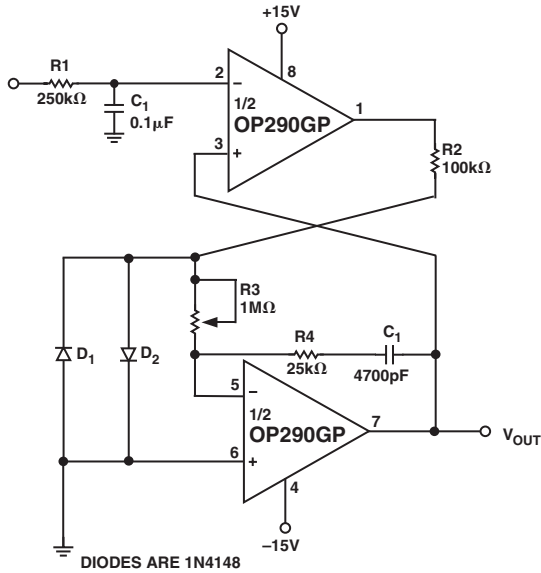 +15V
R1
250kΩ
C1
0.1µF
2
–
8
1/2
OP290GP
1
3
+
R2
100kΩ
R3
1MΩ
D1
D2
R4
25kΩ
C1
4700pF
5
–
1/2
OP290GP
7
6
+
VOUT
4
–15V
DIODES ARE 1N4148